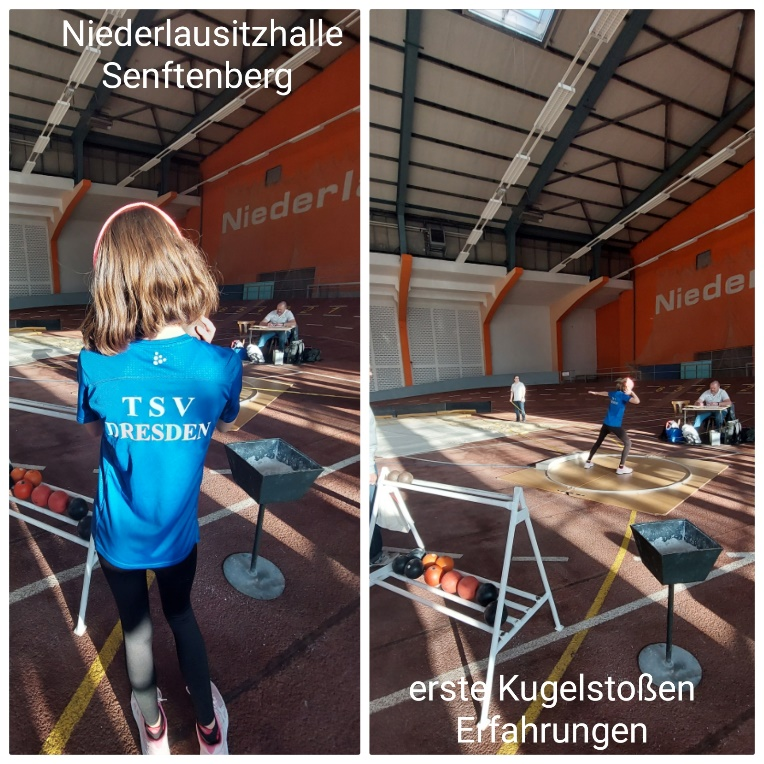 Niederlausitzhalle
Senftenberg
Niederl
TSV
DRESDEN
Nieder
erste Kugelstoßen
Erfahrungen